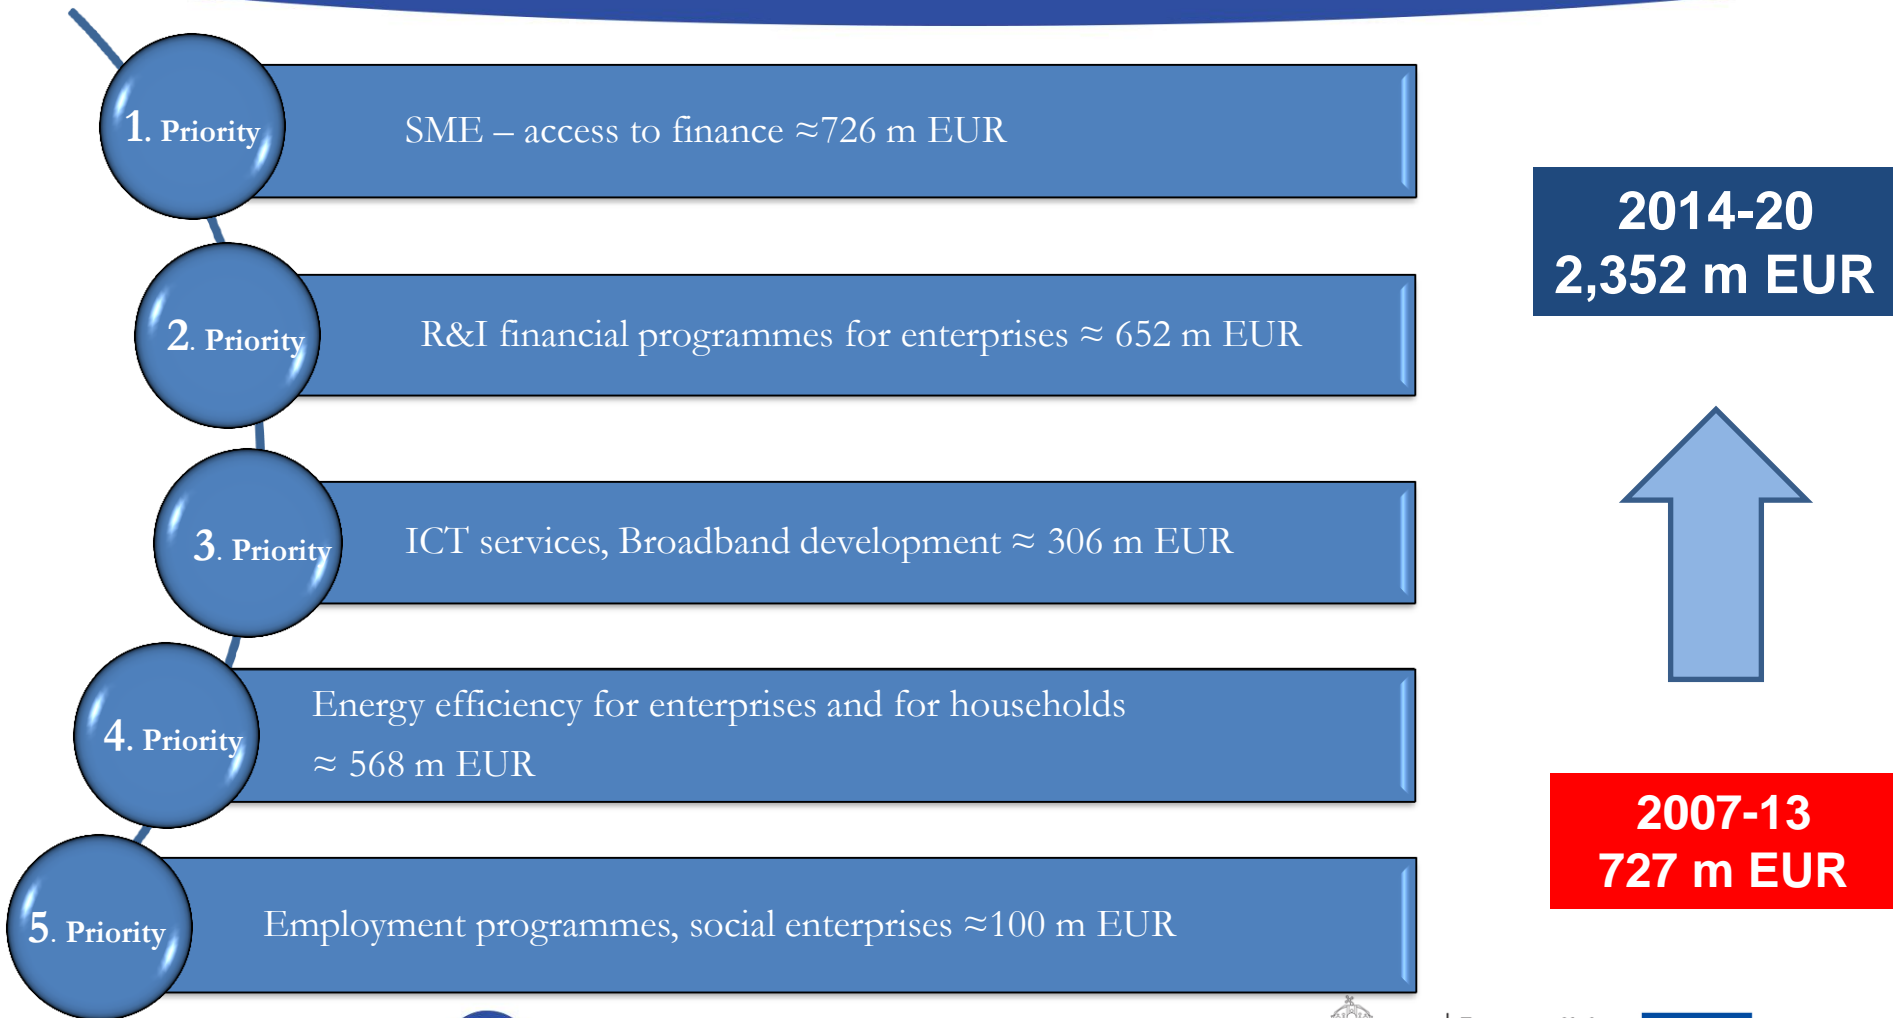 1. Priority
SME – access to finance ≈726 m EUR
2. Priority
R&I financial programmes for enterprises ≈ 652 m EUR
3. Priority
ICT services, Broadband development ≈ 306 m EUR
4. Priority
Energy efficiency for enterprises and for households
≈ 568 m EUR
5. Priority
Employment programmes, social enterprises ≈100 m EUR
2014-20
2,352 m EUR
2007-13
727 m EUR